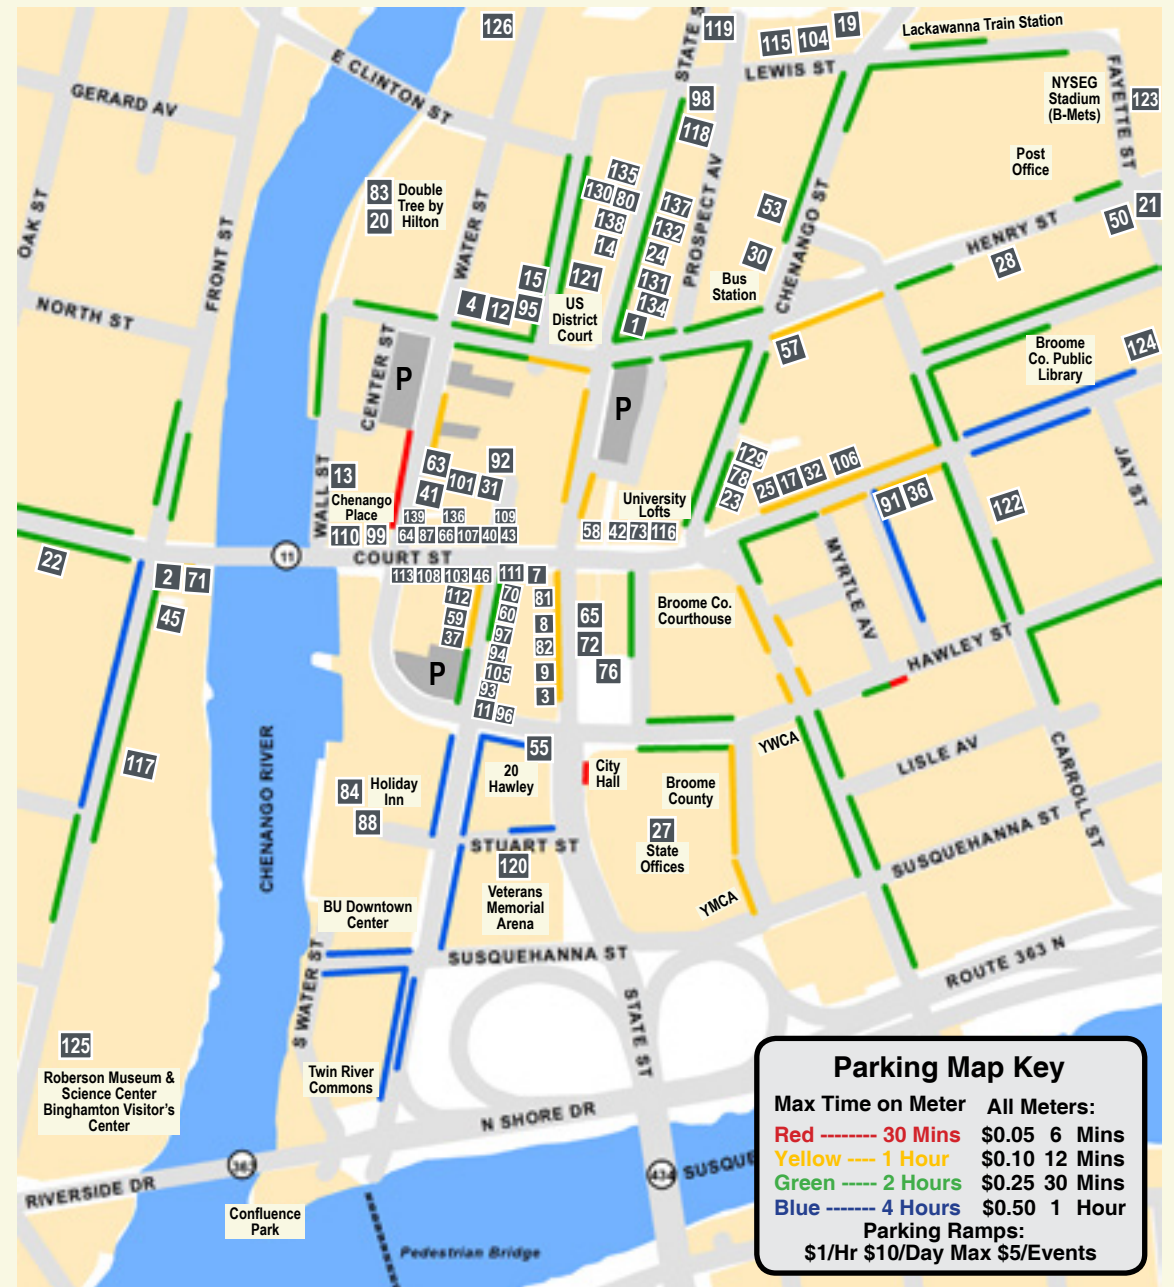 126
STATE S
119
115
104
19
Lackawanna Train Station
E CLINTON ST
LEWIS ST
GERARD AV
98
NYSEG
Stadium
(B-Mets)
FAYETTE ST
123
118
Post
Office
135
130
80
138
14
137
132
24
131
134
1
PROSPECT AV
53
30
CHENANGO ST
83
20
Double
Tree by
Hilton
WATER ST
OAK ST
FRONT ST
21
50
HENRY ST
28
Bus
Station
15
121
4
12
95
US
District
Court
NORTH ST
CENTER ST
P
P
57
Broome
Co. Public
Library
124
JAY ST
63
101
92
41
31
13
WALL ST
Chenango
Place
129
78
23
25
17
32
106
91
36
122
University
Lofts
139
136
109
110
99
64
87
66
107
40
43
58
42
73
116
22
11
COURT ST
2
71
45
113
108
103
46
111
7
112
59
37
70
60
97
94
105
93
11
96
81
8
82
9
3
65
72
76
Broome Co.
Courthouse
MYRTLE AV
HAWLEY ST
P
117
55
YWCA
LISLE AV
CARROLL ST
CHENANGO RIVER
84
Holiday
Inn
88
20
Hawley
City
Hall
Broome
County
27
State
Offices
STUART ST
120
Veterans
Memorial
Arena
SUSQUEHANNA ST
YMCA
BU Downtown
Center
SUSQUEHANNA ST
ROUTE 363 N
S WATER ST
STATE ST
125
Roberson Museum &
Science Center
Binghamton Visitor's
Center
Twin River
Commons
N SHORE DR
363
434
SUSQUE
RIVERSIDE DR
Confluence
Park
Pedestrian Bridge
Parking Map Key
Max Time on Meter All Meters:
Red -------- 30 Mins $0.05 6 Mins
Yellow ---- 1 Hour $0.10 12 Mins
Green ----- 2 Hours $0.25 30 Mins
Blue ------- 4 Hours $0.50 1 Hour
Parking Ramps:
$1/Hr $10/Day Max $5/Events